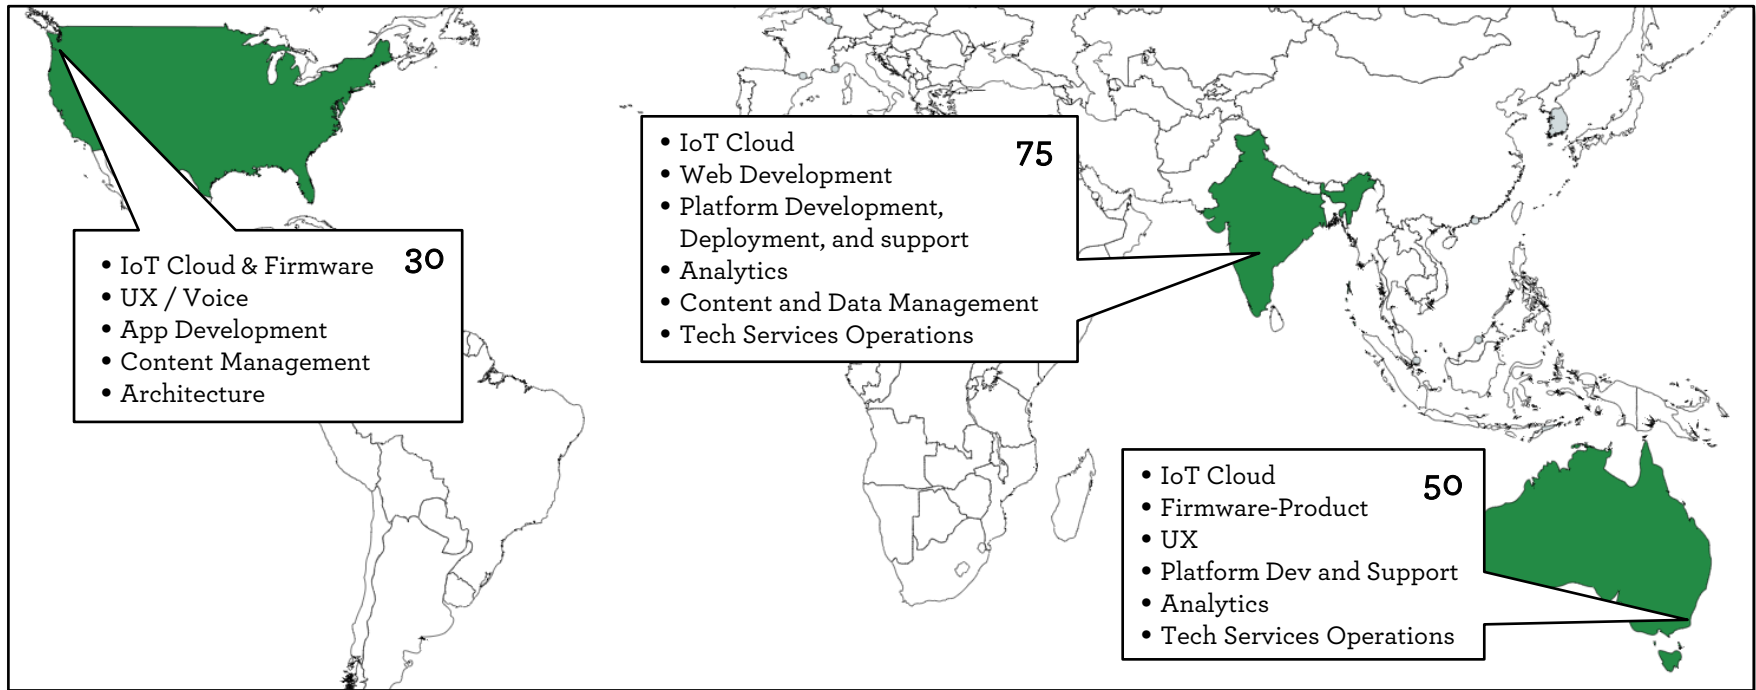 • IoT Cloud & Firmware
30
• UX / Voice
• App Development
• Content Management
• Architecture
• IoT Cloud
75
• Web Development
• Platform Development,
Deployment, and support
• Analytics
• Content and Data Management
• Tech Services Operations
• IoT Cloud
50
• Firmware-Product
• UX
• Platform Dev and Support
• Analytics
• Tech Services Operations